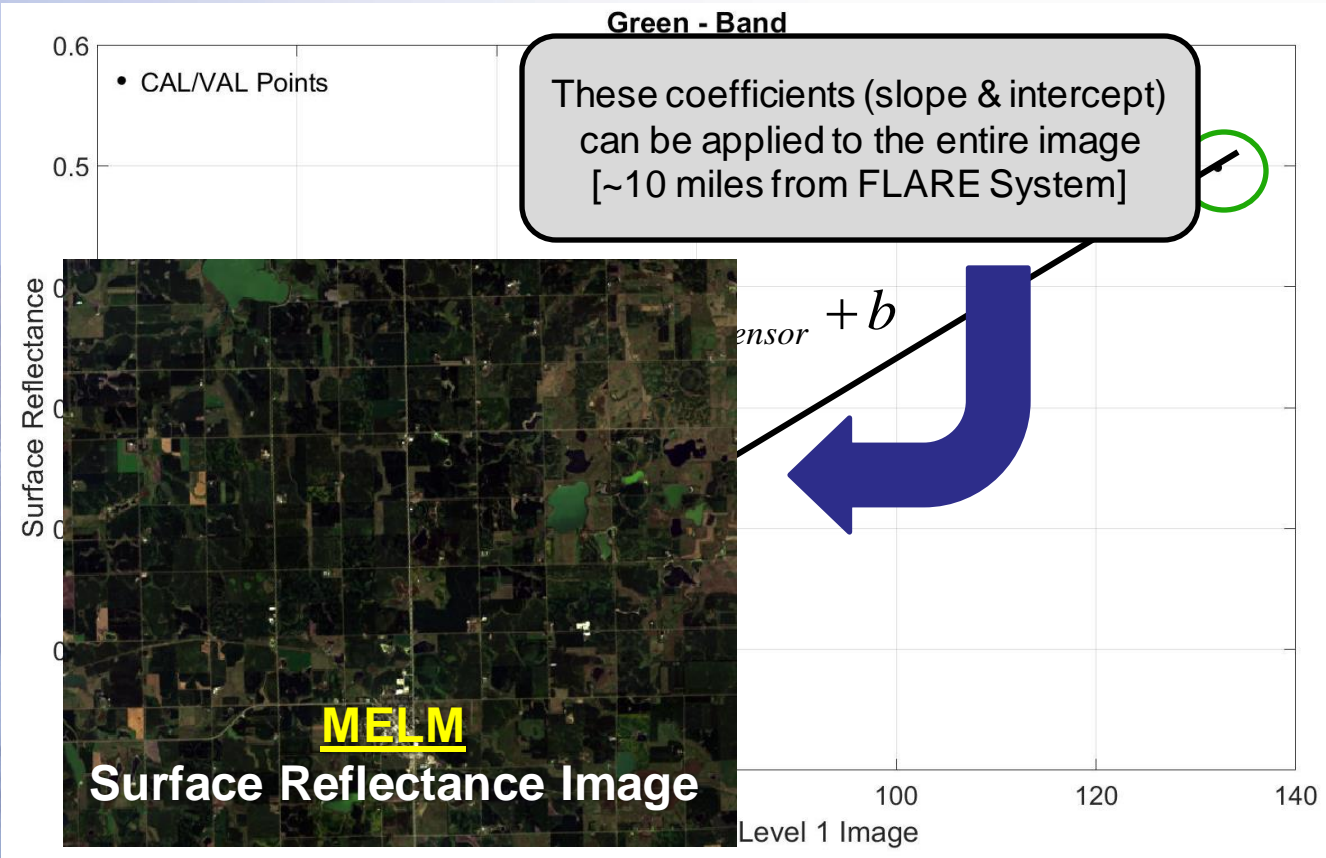 Green - Band
0.6
• CAL/VAL Points
These coefficients (slope & intercept)
can be applied to the entire image
[~10 miles from FLARE System]
0.5
Surface Reflectance
+ b
MELM
Surface Reflectance Image
100
120
140
Level 1 Image